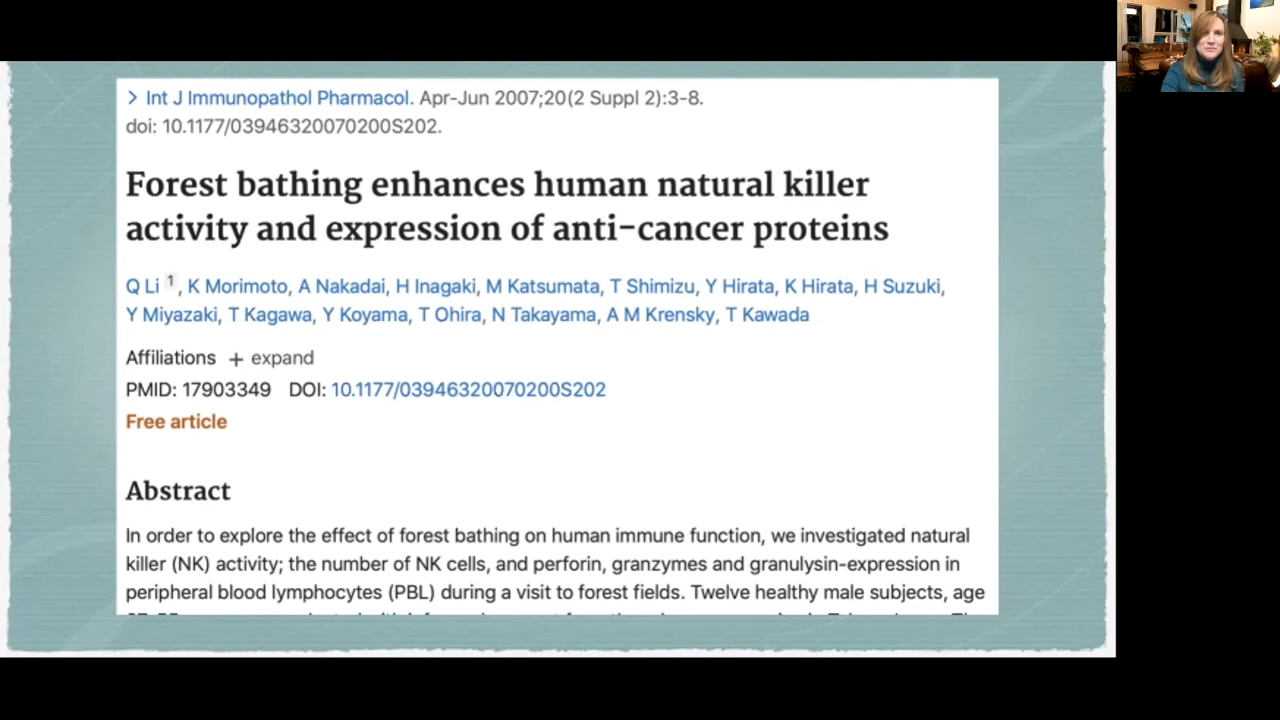 > Int J Immunopathol Pharmacol. Apr-Jun 2007;20(2 Suppl 2):3-8.
doi: 10.1177/03946320070200S202.
Forest bathing enhances human natural killer
activity and expression of anti-cancer proteins
Q Li 1, K Morimoto, A Nakadai, H Inagaki, M Katsumata, T Shimizu, Y Hirata, K Hirata, H Suzuki,
Y Miyazaki, T Kagawa, Y Koyama, T Ohira, N Takayama, A M Krensky, T Kawada
Affiliations + expand
PMID: 17903349 DOI: 10.1177/03946320070200S202
Free article
Abstract
In order to explore the effect of forest bathing on human immune function, we investigated natural
killer (NK) activity; the number of NK cells, and perforin, granzymes and granulysin-expression in
peripheral blood lymphocytes (PBL) during a visit to forest fields. Twelve healthy male subjects, age